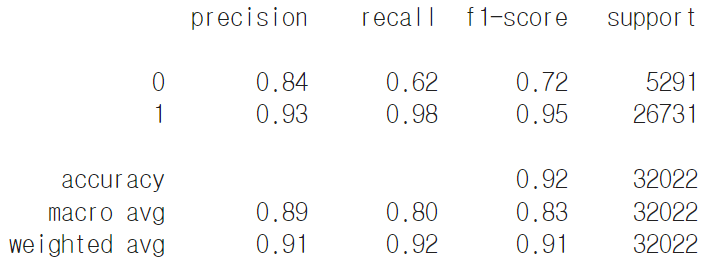 precision recall f1-score support
0 0.84 0.62 0.72 5291
1 0.93 0.98 0.95 26731
accuracy 0.92 32022
macro avg 0.89 0.80 0.83 32022
weighted avg 0.91 0.92 0.91 32022